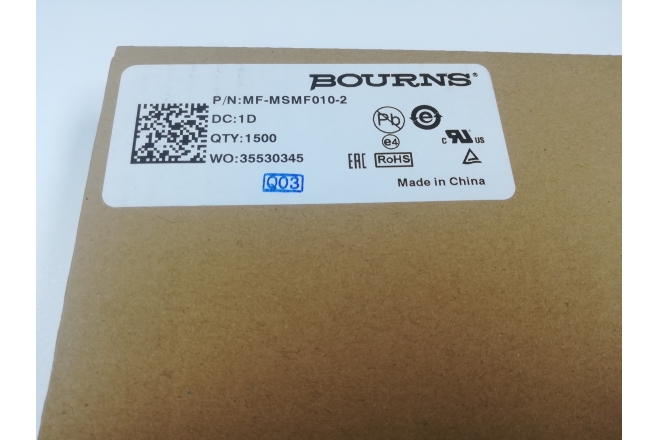 BOURNS®
P/N:MF-MSMF010-2
DC:1D
QTY:1500
WO:35530345
Pb
e
e4
c RU US
EAC
RoHS
Q03
Made in China